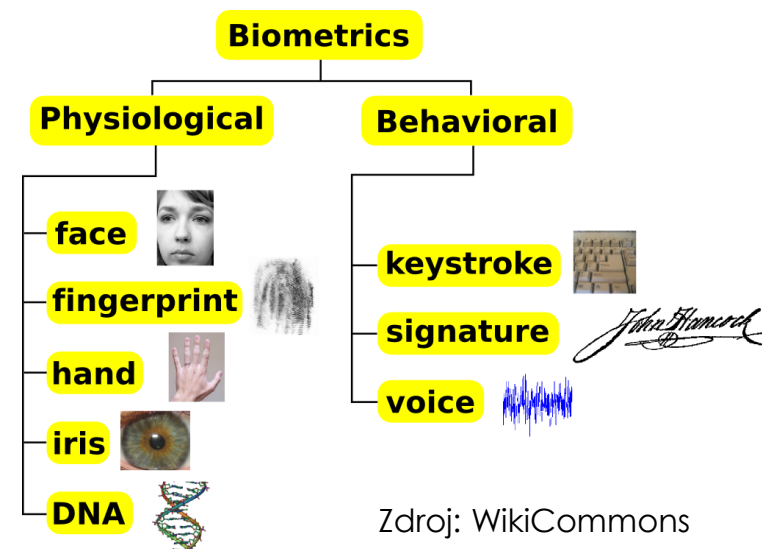 Biometrics
Physiological
Behavioral
face
fingerprint
hand
iris
DNA
keystroke
signature
John Hancock
voice
Zdroj: WikiCommons